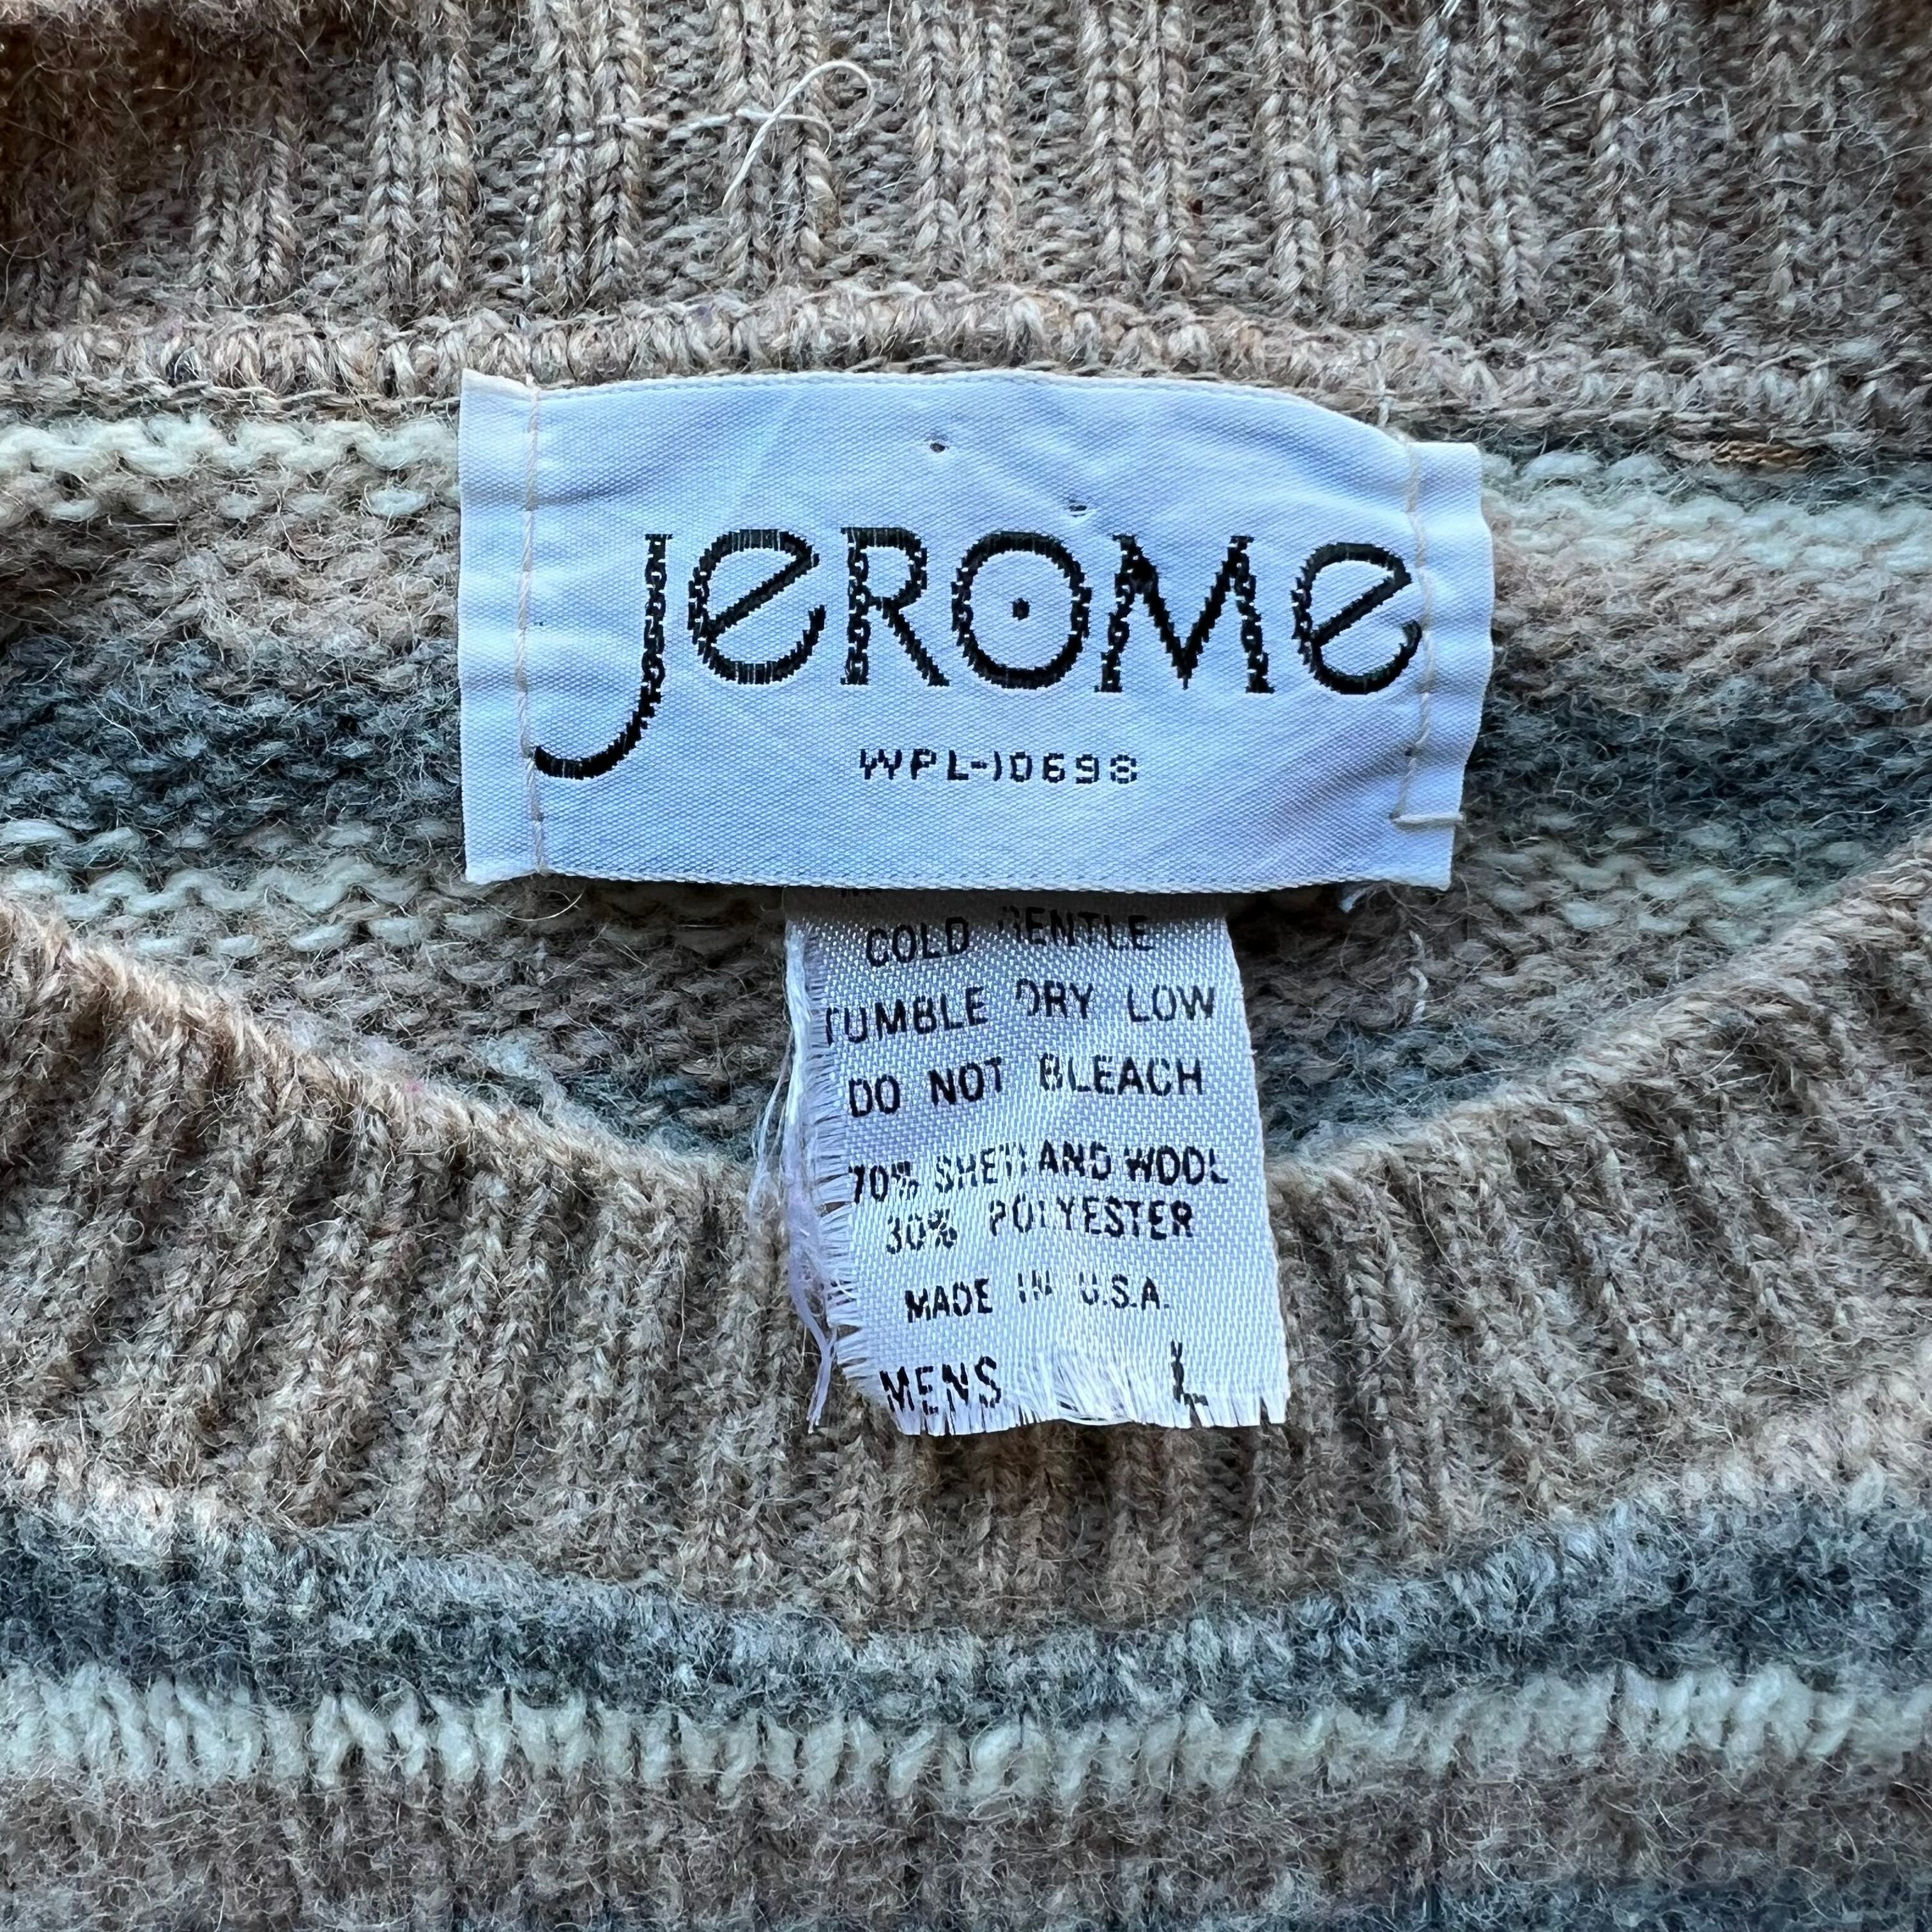 JeROMe
WPL-10698
COLD GENTLE
TUMBLE DRY LOW
DO NOT BLEACH
70% SHETLAND WOOL
30% POLYESTER
MADE IN U.S.A.
MENS L